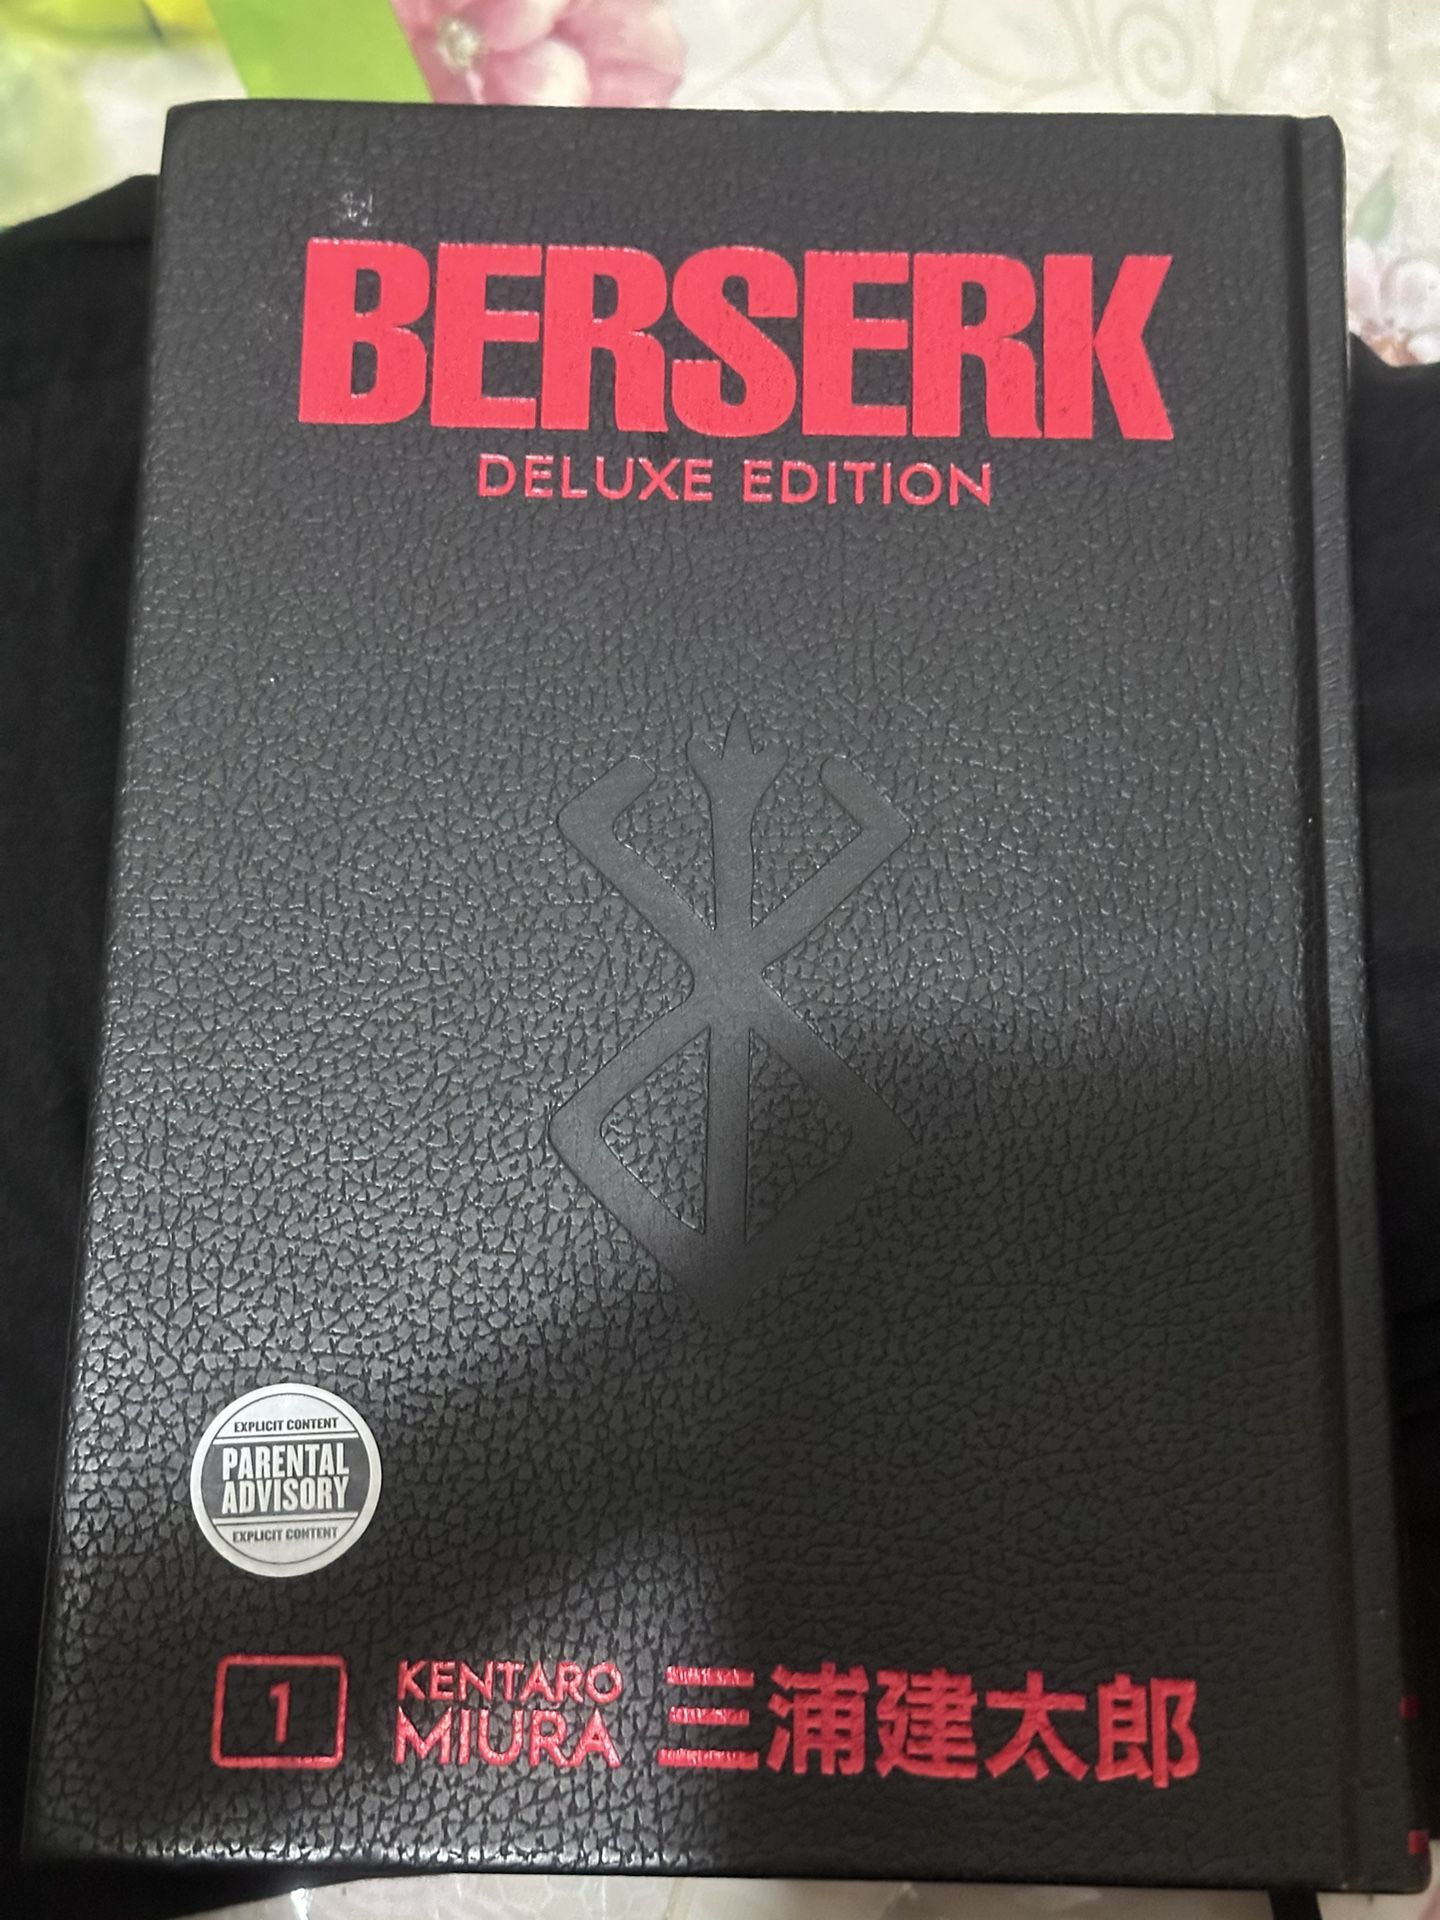 BERSERK
DELUXE EDITION
EXPLICIT CONTENT
PARENTAL
ADVISORY
EXPLICIT CONTENT
1
KENTARO
MIURA
三浦建太郎